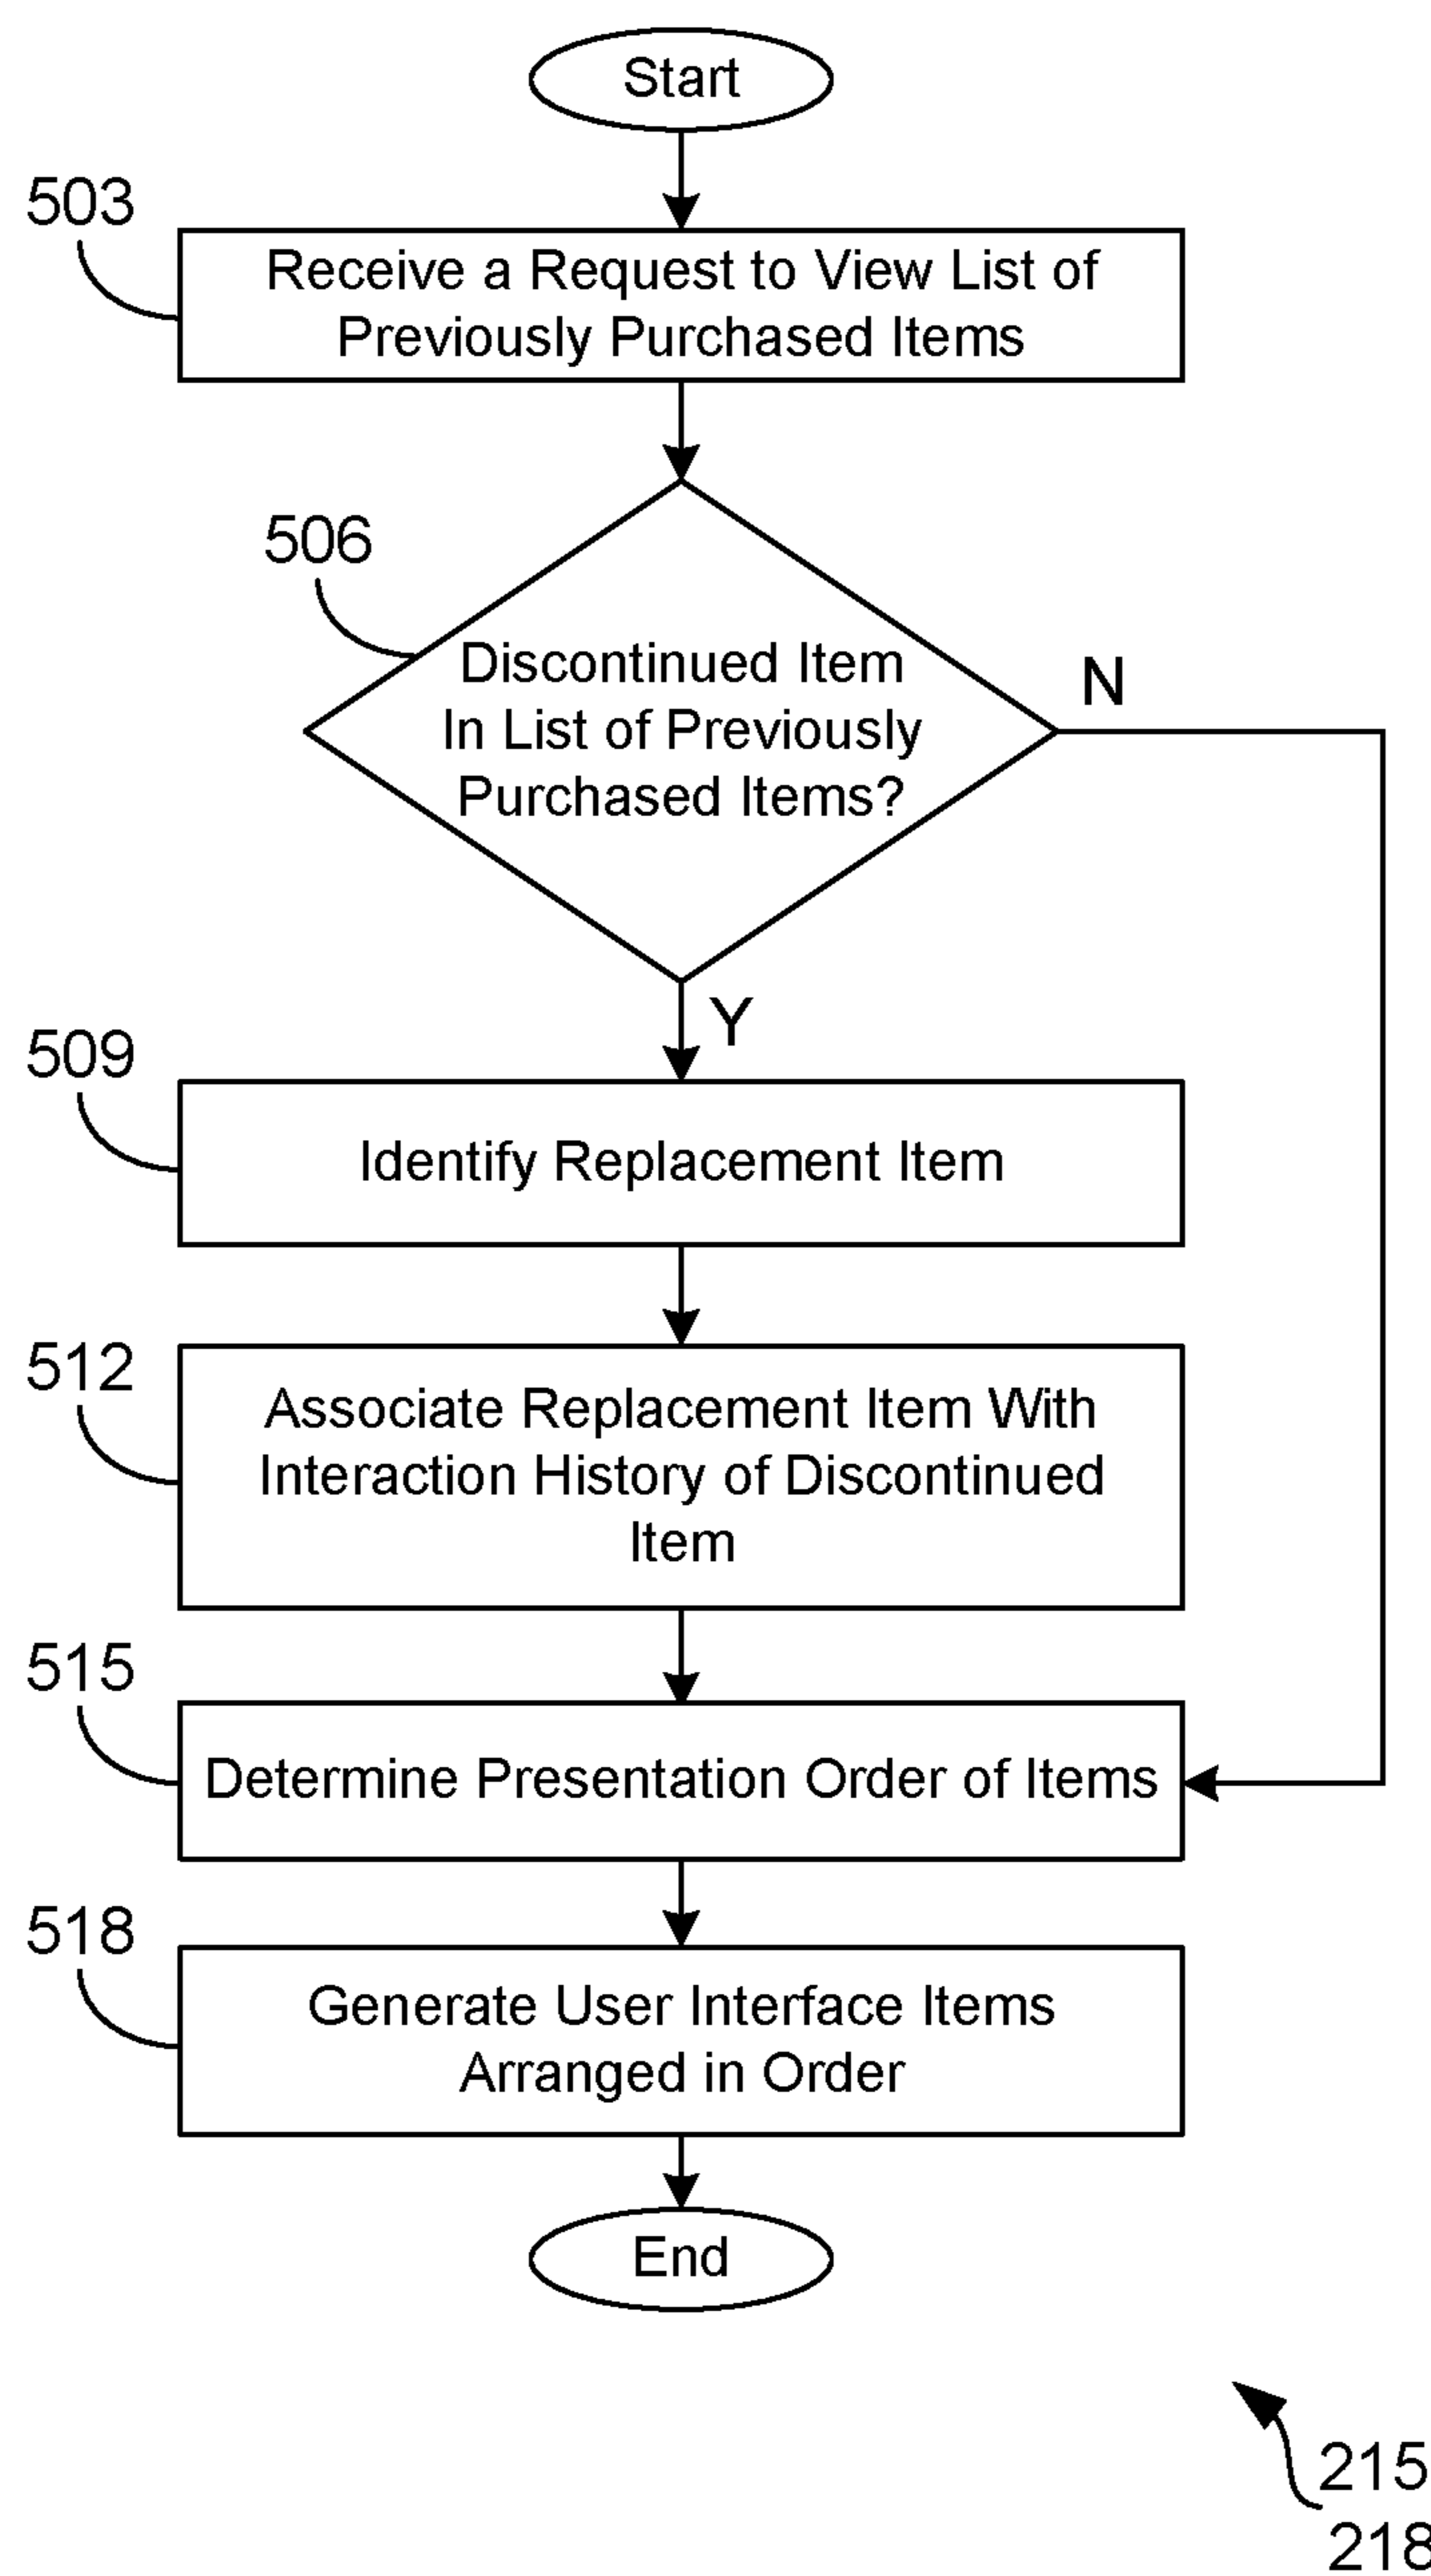 Start
503
Receive a Request to View List of
Previously Purchased Items
506
Discontinued Item
In List of Previously
Purchased Items?
N
Y
509
Identify Replacement Item
512
Associate Replacement Item With
Interaction History of Discontinued
Item
515
Determine Presentation Order of Items
518
Generate User Interface Items
Arranged in Order
End
215
218